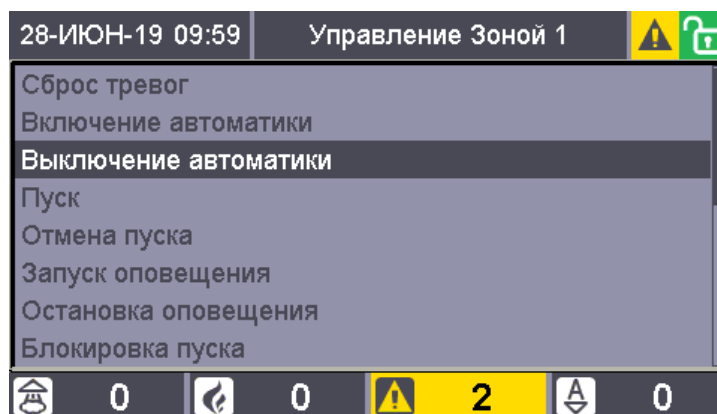 28-ИЮН-19 09:59 Управление Зоной 1
Сброс тревог
Включение автоматики
Выключение автоматики
Пуск
Отмена пуска
Запуск оповещения
Остановка оповещения
Блокировка пуска
0 0 2 A 0